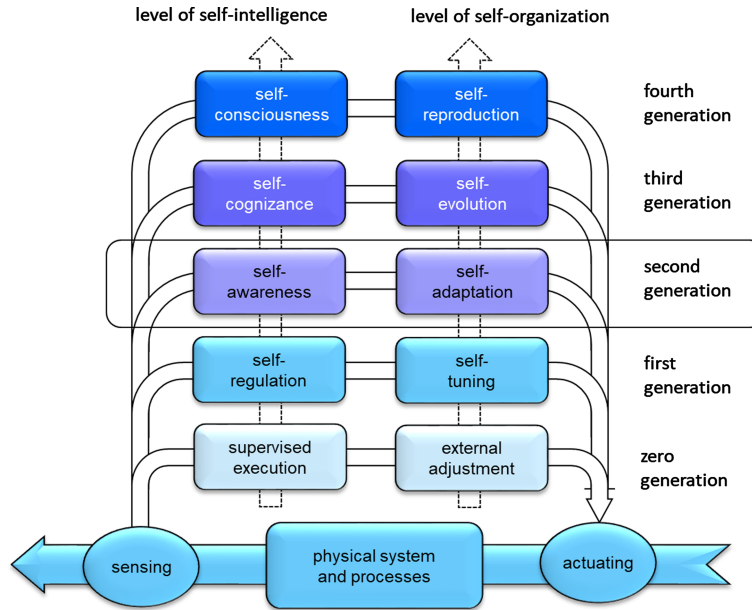 level of self-intelligence
level of self-organization
self-
consciousness
self-
reproduction
fourth
generation
self-
cognizance
self-
evolution
third
generation
self-
awareness
self-
adaptation
second
generation
self-
regulation
self-
tuning
first
generation
supervised
execution
external
adjustment
zero
generation
sensing
physical system
and processes
actuating